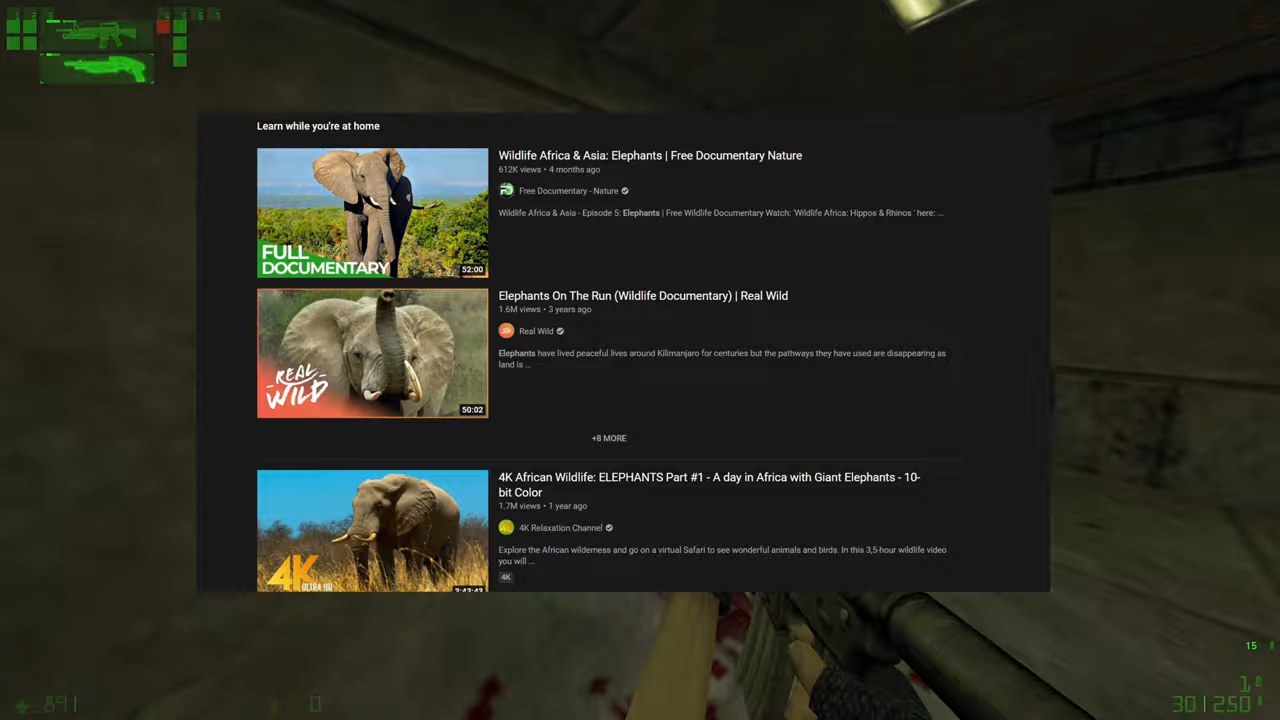 Learn while you're at home
Wildlife Africa & Asia: Elephants | Free Documentary Nature
612K views • 4 months ago
Free Documentary - Nature
Wildlife Africa & Asia - Episode 5: Elephants | Free Wildlife Documentary Watch: 'Wildlife Africa: Hippos & Rhinos ' here: ...
FULL
DOCUMENTARY
52:00
Elephants On The Run (Wildlife Documentary) | Real Wild
1.6M views • 3 years ago
Real Wild
Elephants have lived peaceful lives around Kilimanjaro for centuries but the pathways they have used are disappearing as
land is ...
REAL
WILD
50:02
+8 MORE
4K African Wildlife: ELEPHANTS Part #1 - A day in Africa with Giant Elephants - 10-
bit Color
1.7M views • 1 year ago
4K Relaxation Channel
Explore the African wilderness and go on a virtual Safari to see wonderful animals and birds. In this 3,5-hour wildlife video
you will ...
4K
4K
ULTRA HD
3:43:43
15
1
30|250
0